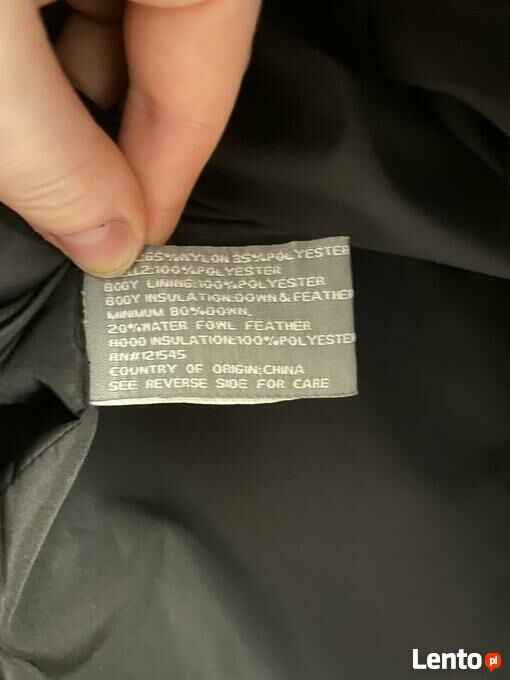 65%NYLON 35%POLYESTER
2:100%POLYESTER
BODY LINING:100%POLYESTER
BODY INSULATION:DOWN&FEATHER
MINIMUM 80%DOWN,
20%WATER FOWL FEATHER
HOOD INSULATION:100%POLYESTER
RN#121545
COUNTRY OF ORIGIN:CHINA
SEE REVERSE SIDE FOR CARE
Lento.pl